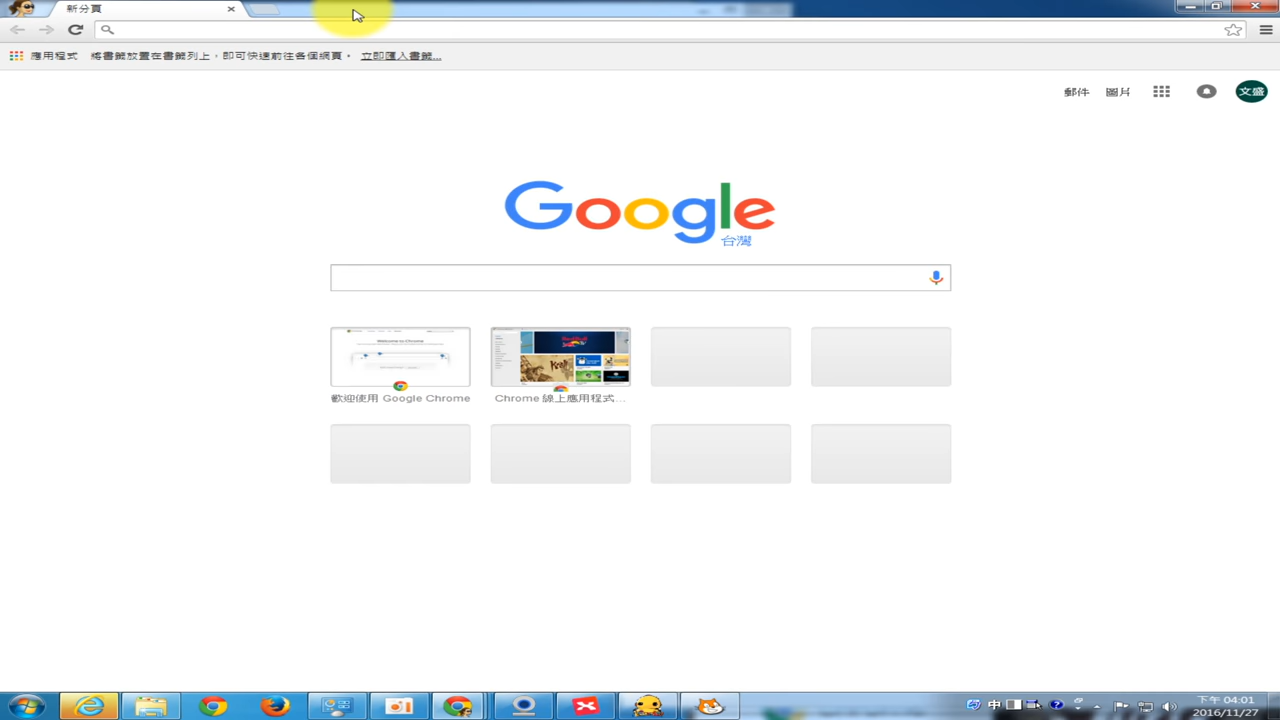 新分頁
應用程式 將書籤放置在書籤列上，即可快速前往各個網頁。 立即匯入書籤...
郵件 圖片 文盛
Google
台灣
Welcome to Chrome
歡迎使用 Google Chrome Chrome 線上應用程式...
中
下午 04:01
2016/11/27